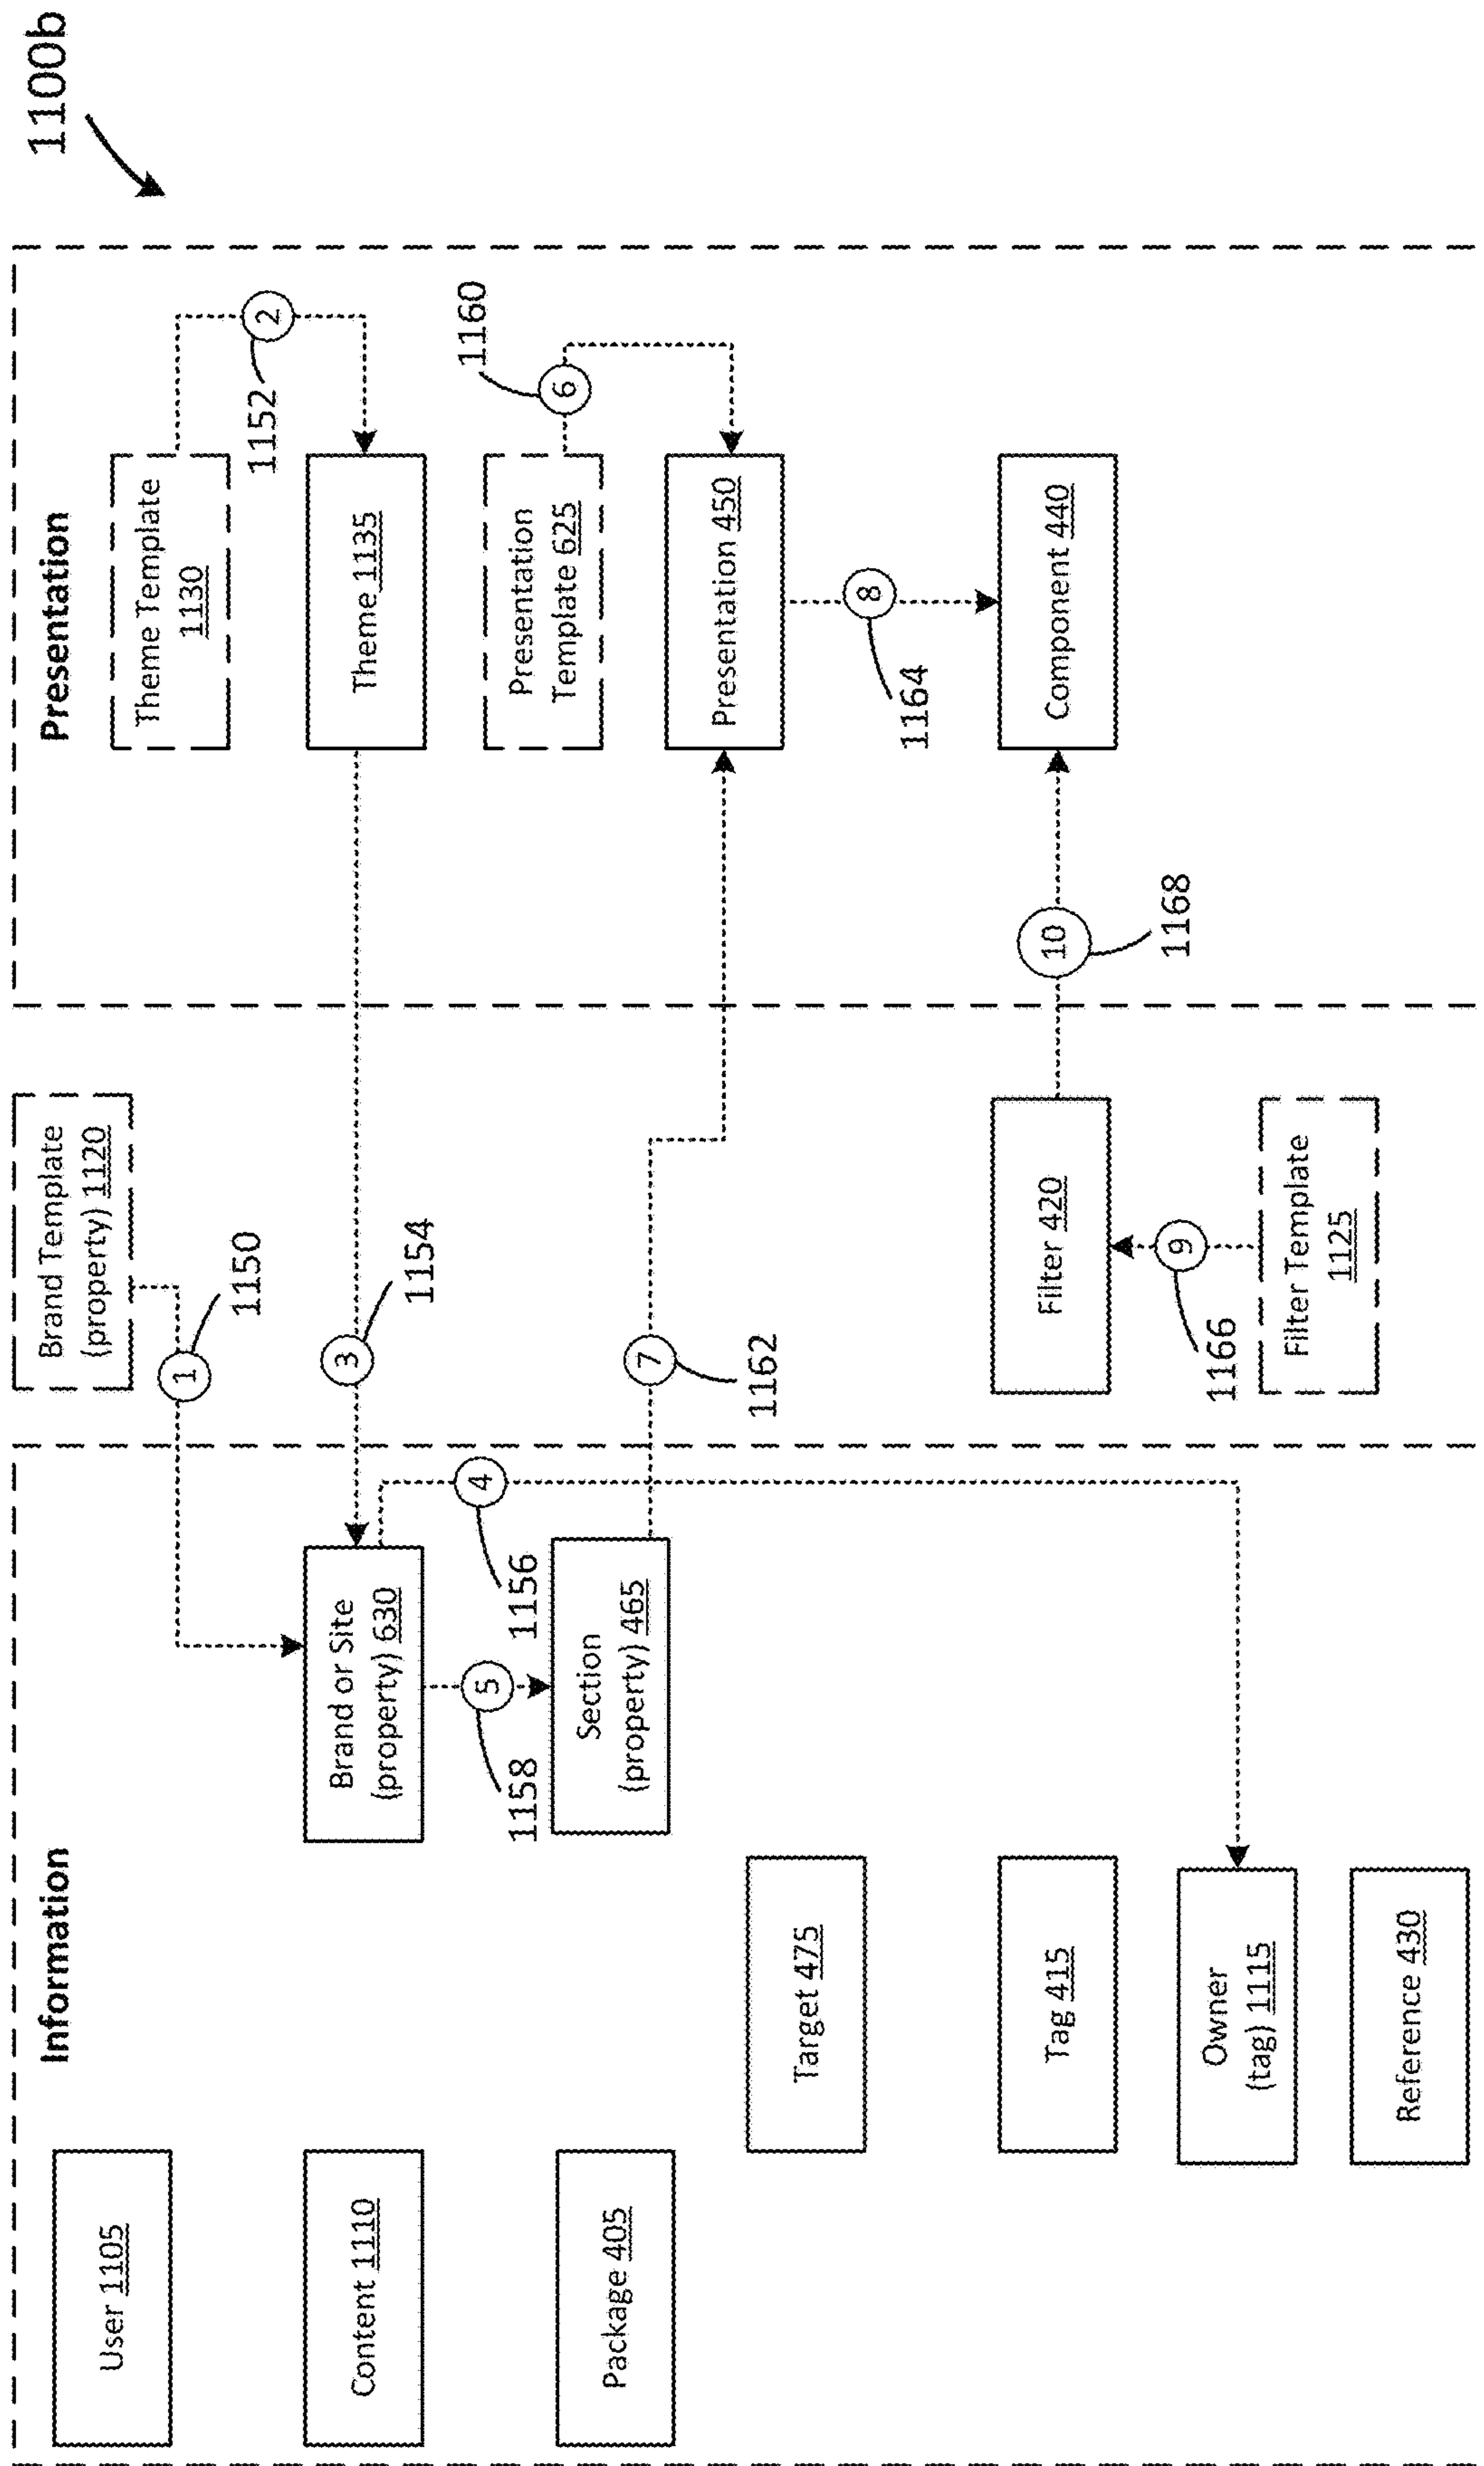 1100b
Information
Presentation
User 1105
Content 1110
Package 405
Target 475
Tag 415
Owner
(tag) 1115
Reference 430
Brand or Site
(property) 630
Section
(property) 465
Brand Template
(property) 1120
Filter 420
Filter Template
1125
Theme Template
1130
Theme 1135
Presentation
Template 625
Presentation 450
Component 440
1
1150
2
1152
3
1154
4
1156
5
1158
6
1160
7
1162
8
1164
9
1166
10
1168